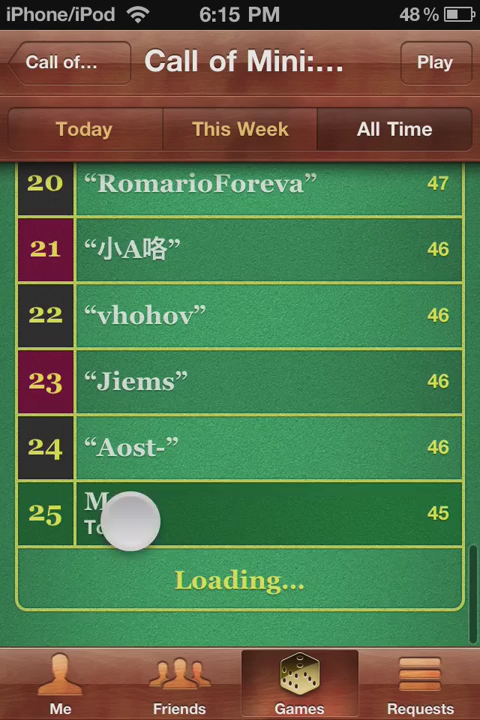 iPhone/iPod 6:15 PM 48 %
Call of... Call of Mini:... Play
Today This Week All Time
20 “RomarioForeva” 47
21 “小A咯” 46
22 “vhohov” 46
23 “Jiems” 46
24 “Aost-” 46
25 45
Loading...
Me Friends Games Requests